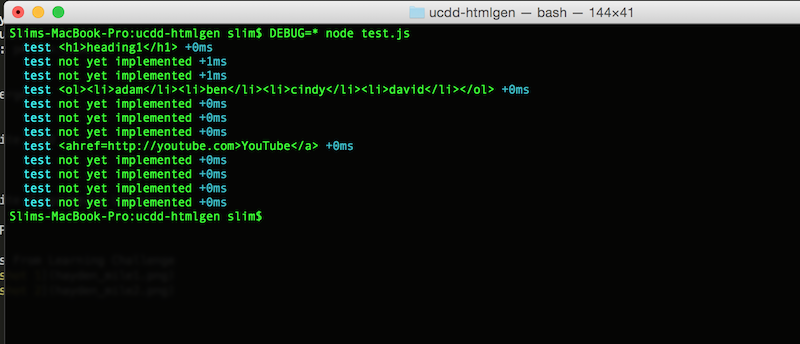 ucdd-htmlgen — bash — 144×41
Slims-MacBook-Pro:ucdd-htmlgen slim$ DEBUG=* node test.js
test <h1>heading1</h1> +0ms
test not yet implemented +1ms
test not yet implemented +1ms
test <ol><li>adam</li><li>ben</li><li>cindy</li><li>david</li></ol> +0ms
test not yet implemented +0ms
test not yet implemented +0ms
test not yet implemented +0ms
test <ahref=http://youtube.com>YouTube</a> +0ms
test not yet implemented +0ms
test not yet implemented +0ms
test not yet implemented +0ms
test not yet implemented +0ms
Slims-MacBook-Pro:ucdd-htmlgen slim$